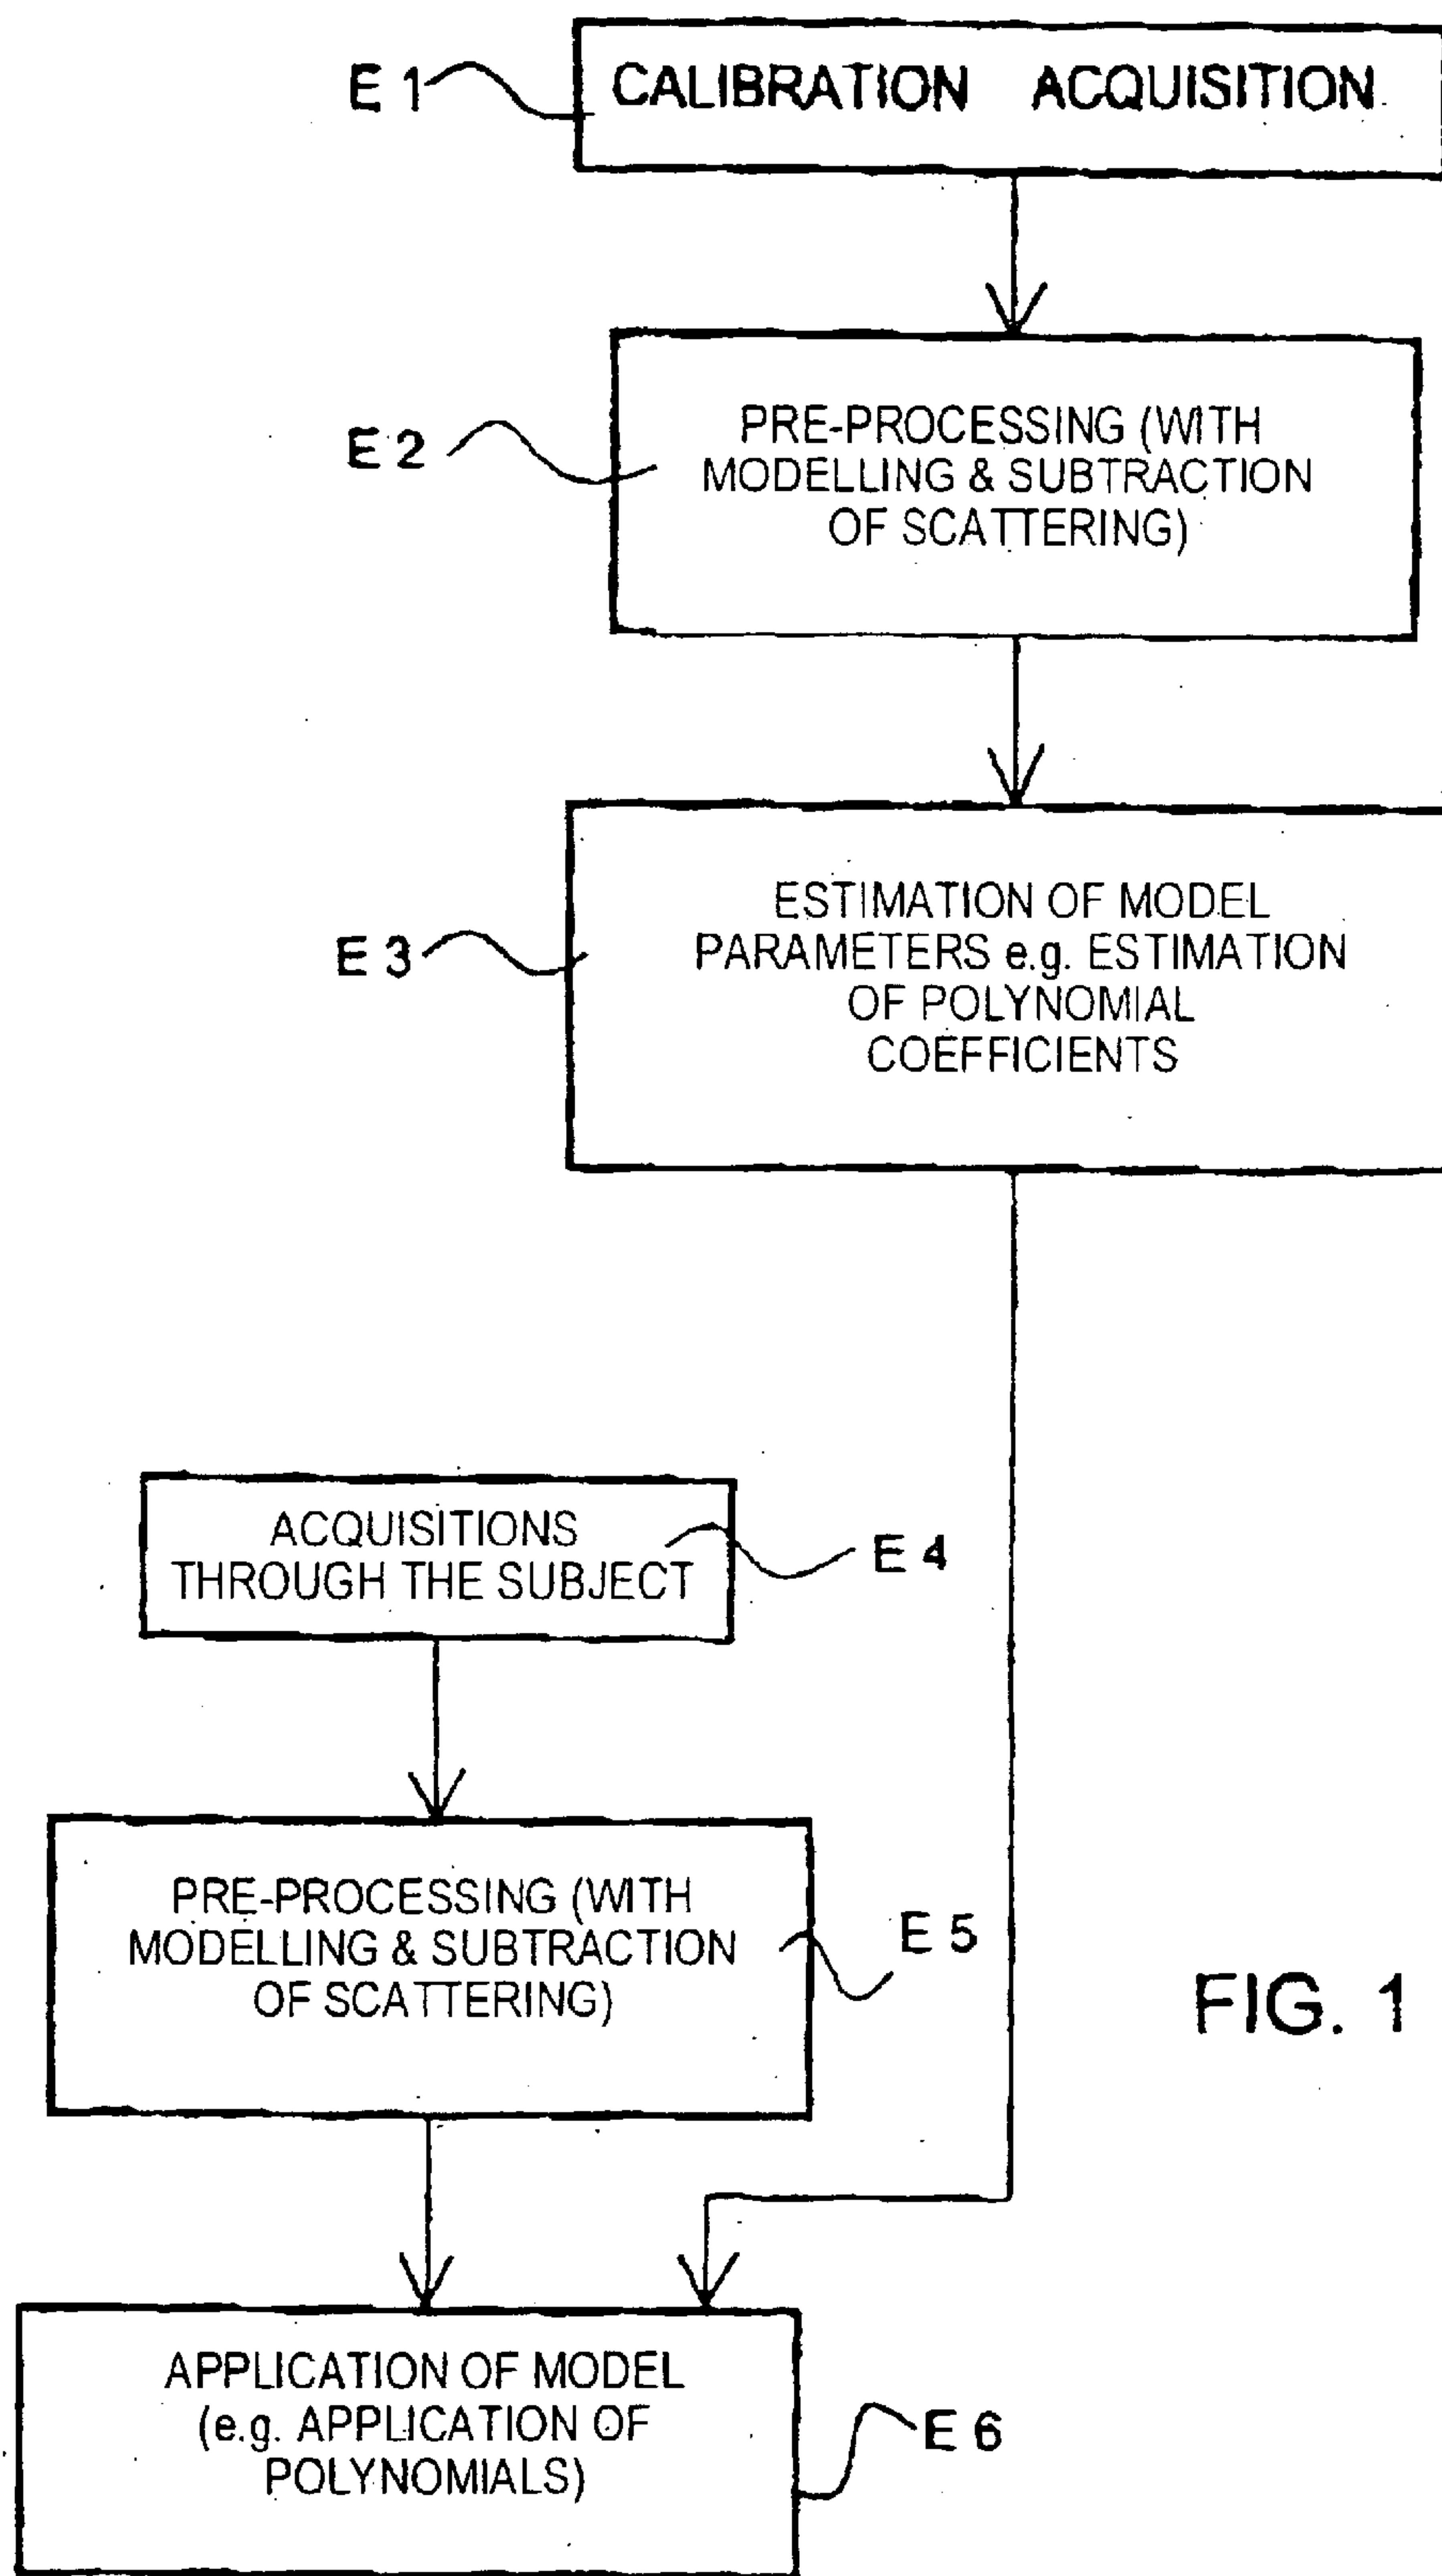 E 1
CALIBRATION ACQUISITION
E 2
PRE-PROCESSING (WITH
MODELLING & SUBTRACTION
OF SCATTERING)
E 3
ESTIMATION OF MODEL
PARAMETERS e.g. ESTIMATION
OF POLYNOMIAL
COEFFICIENTS
ACQUISITIONS
THROUGH THE SUBJECT
E 4
PRE-PROCESSING (WITH
MODELLING & SUBTRACTION
OF SCATTERING)
E 5
FIG. 1
APPLICATION OF MODEL
(e.g. APPLICATION OF
POLYNOMIALS)
E 6